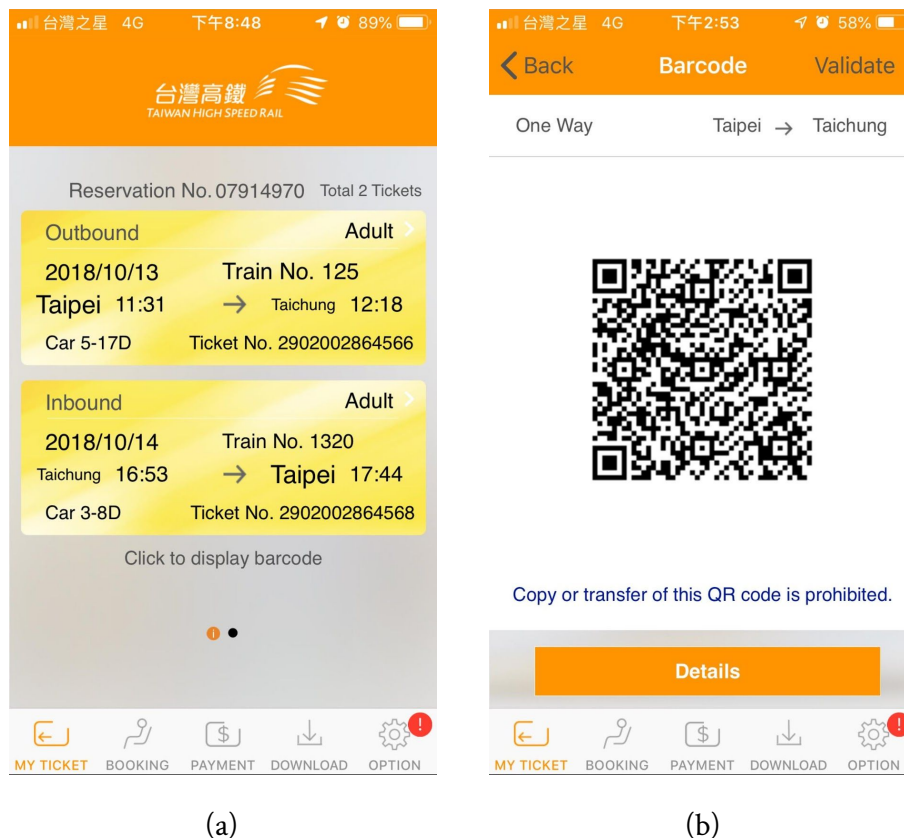 台灣之星 4G 下午8:48 89%
台灣高鐵
TAIWAN HIGH SPEED RAIL
Reservation No. 07914970 Total 2 Tickets
Outbound Adult
2018/10/13 Train No. 125
Taipei 11:31 → Taichung 12:18
Car 5-17D Ticket No. 2902002864566
Inbound Adult
2018/10/14 Train No. 1320
Taichung 16:53 → Taipei 17:44
Car 3-8D Ticket No. 2902002864568
Click to display barcode
MY TICKET BOOKING PAYMENT DOWNLOAD OPTION
(a)
台灣之星 4G 下午2:53 58%
Back Barcode Validate
One Way Taipei → Taichung
Copy or transfer of this QR code is prohibited.
Details
MY TICKET BOOKING PAYMENT DOWNLOAD OPTION
(b)